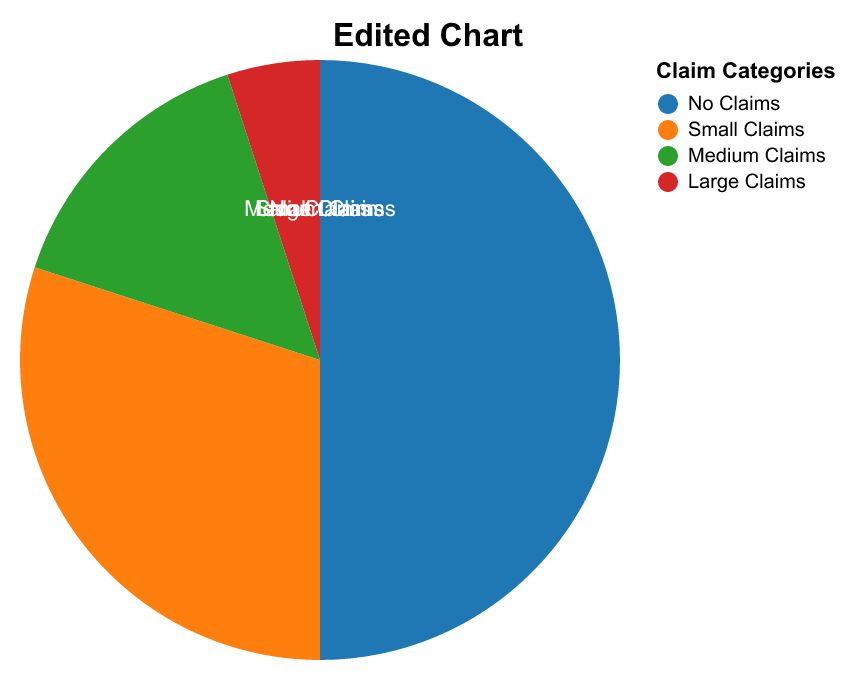 Edited Chart
Claim Categories
No Claims
Small Claims
Medium Claims
Large Claims